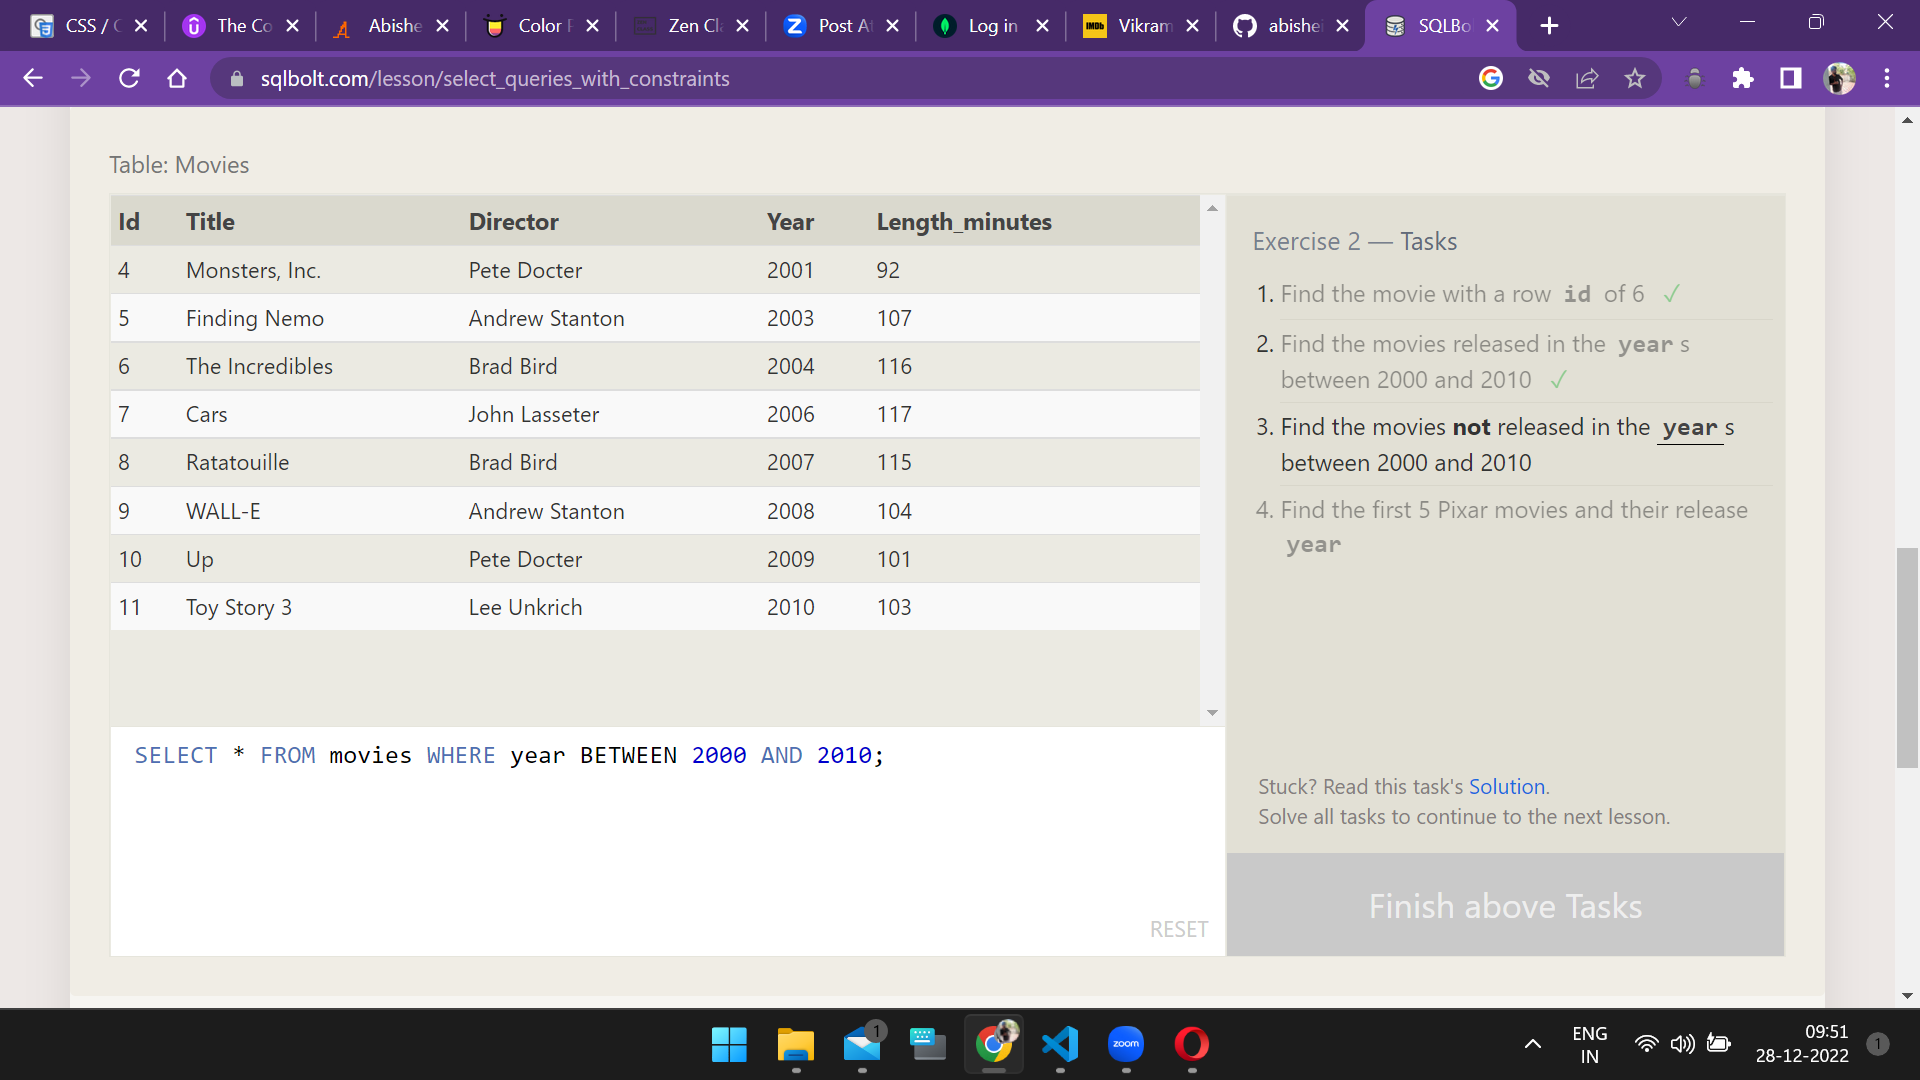 CSS / C
The Co
Abishe
Color P
Zen Cla
Post At
Log in
IMDb
Vikram
abishei
SQLBo
sqlbolt.com/lesson/select_queries_with_constraints
Table: Movies
Id Title Director Year Length_minutes
4 Monsters, Inc. Pete Docter 2001 92
5 Finding Nemo Andrew Stanton 2003 107
6 The Incredibles Brad Bird 2004 116
7 Cars John Lasseter 2006 117
8 Ratatouille Brad Bird 2007 115
9 WALL-E Andrew Stanton 2008 104
10 Up Pete Docter 2009 101
11 Toy Story 3 Lee Unkrich 2010 103
SELECT * FROM movies WHERE year BETWEEN 2000 AND 2010;
RESET
Exercise 2 — Tasks
1. Find the movie with a row id of 6 ✓
2. Find the movies released in the year s
between 2000 and 2010 ✓
3. Find the movies not released in the year s
between 2000 and 2010
4. Find the first 5 Pixar movies and their release
year
Stuck? Read this task's Solution.
Solve all tasks to continue to the next lesson.
Finish above Tasks
1
zoom
ENG
IN
09:51
28-12-2022
1